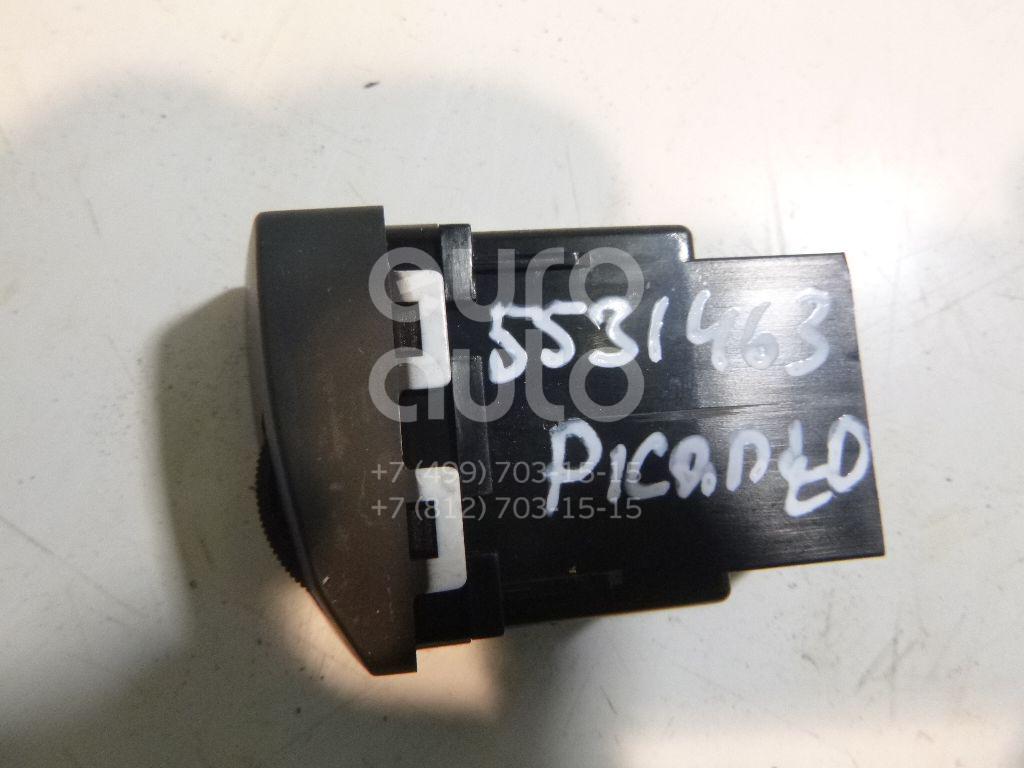 euro
auto
5531463
PICANTO
+7 (499) 703-15-15
+7 (812) 703-15-15